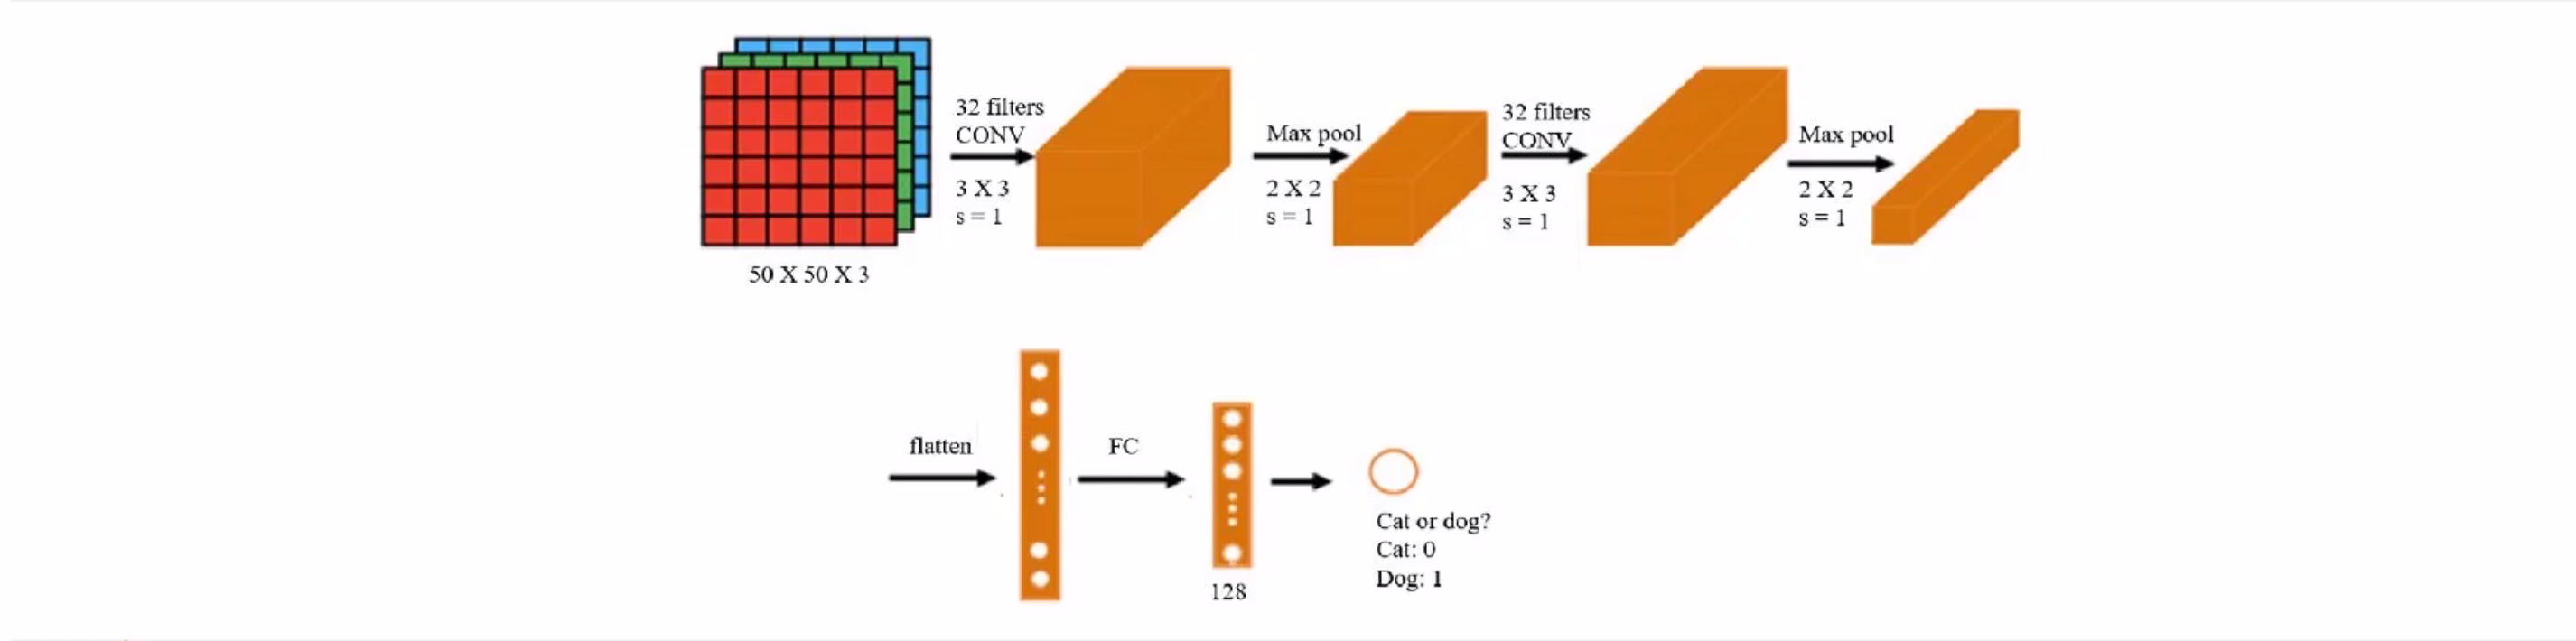 32 filters
CONV
3 X 3
s = 1
50 X 50 X 3
Max pool
2 X 2
s = 1
32 filters
CONV
3 X 3
s = 1
Max pool
2 X 2
s = 1
flatten
FC
128
Cat or dog?
Cat: 0
Dog: 1